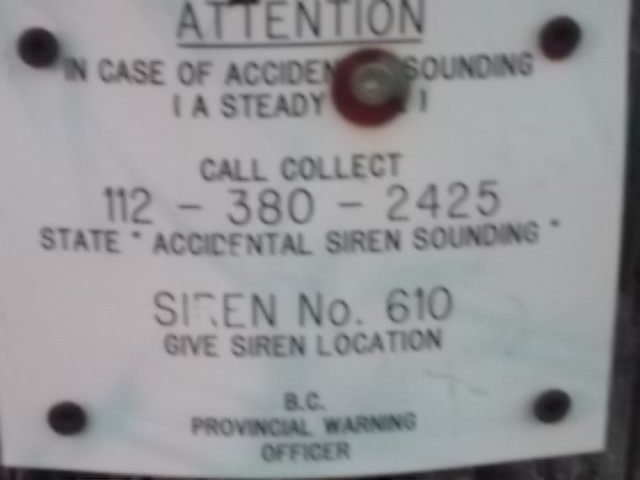 ATTENTION
IN CASE OF ACCIDEN SOUNDING
( A STEADY )
CALL COLLECT
112 - 380 - 2425
STATE " ACCIDENTAL SIREN SOUNDING "
SIREN No. 610
GIVE SIREN LOCATION
B.C.
PROVINCIAL WARNING
OFFICER